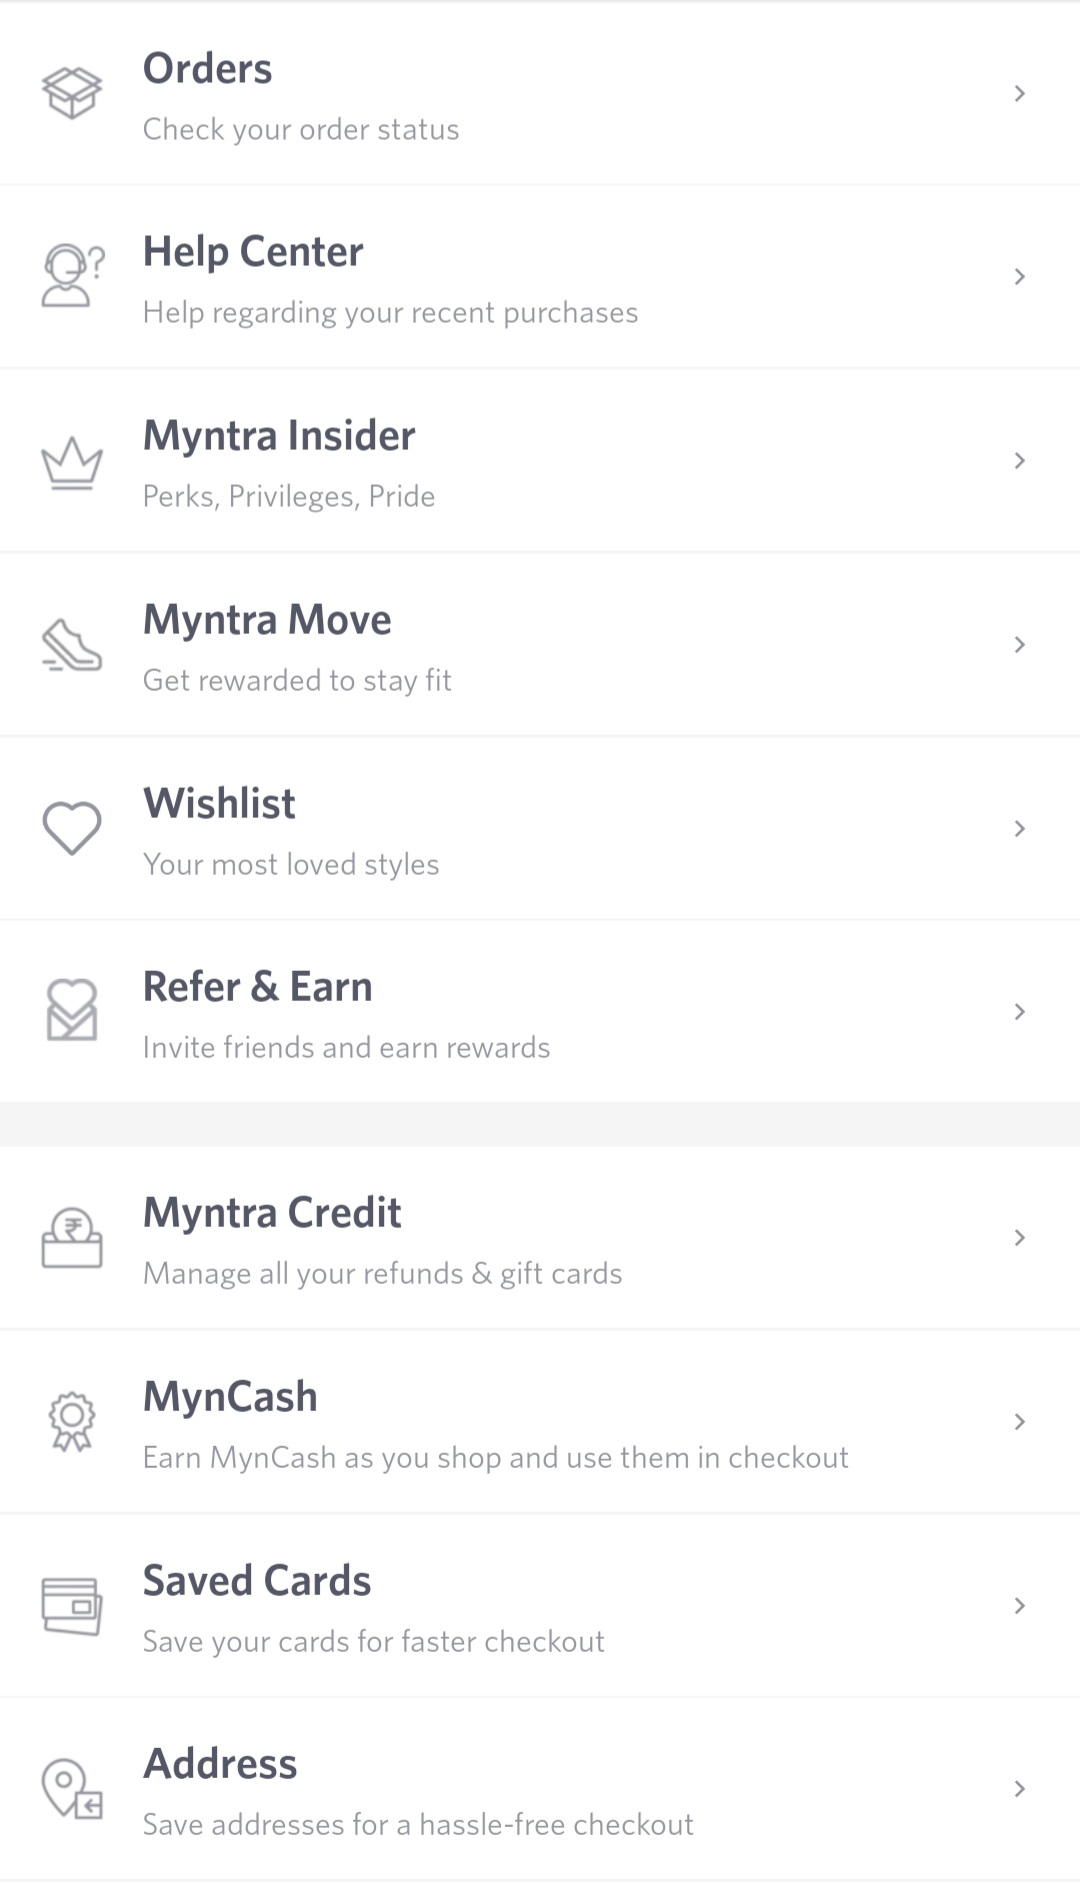 Orders
Check your order status
Help Center
Help regarding your recent purchases
Myntra Insider
Perks, Privileges, Pride
Myntra Move
Get rewarded to stay fit
Wishlist
Your most loved styles
Refer & Earn
Invite friends and earn rewards
Myntra Credit
Manage all your refunds & gift cards
MynCash
Earn MynCash as you shop and use them in checkout
Saved Cards
Save your cards for faster checkout
Address
Save addresses for a hassle-free checkout